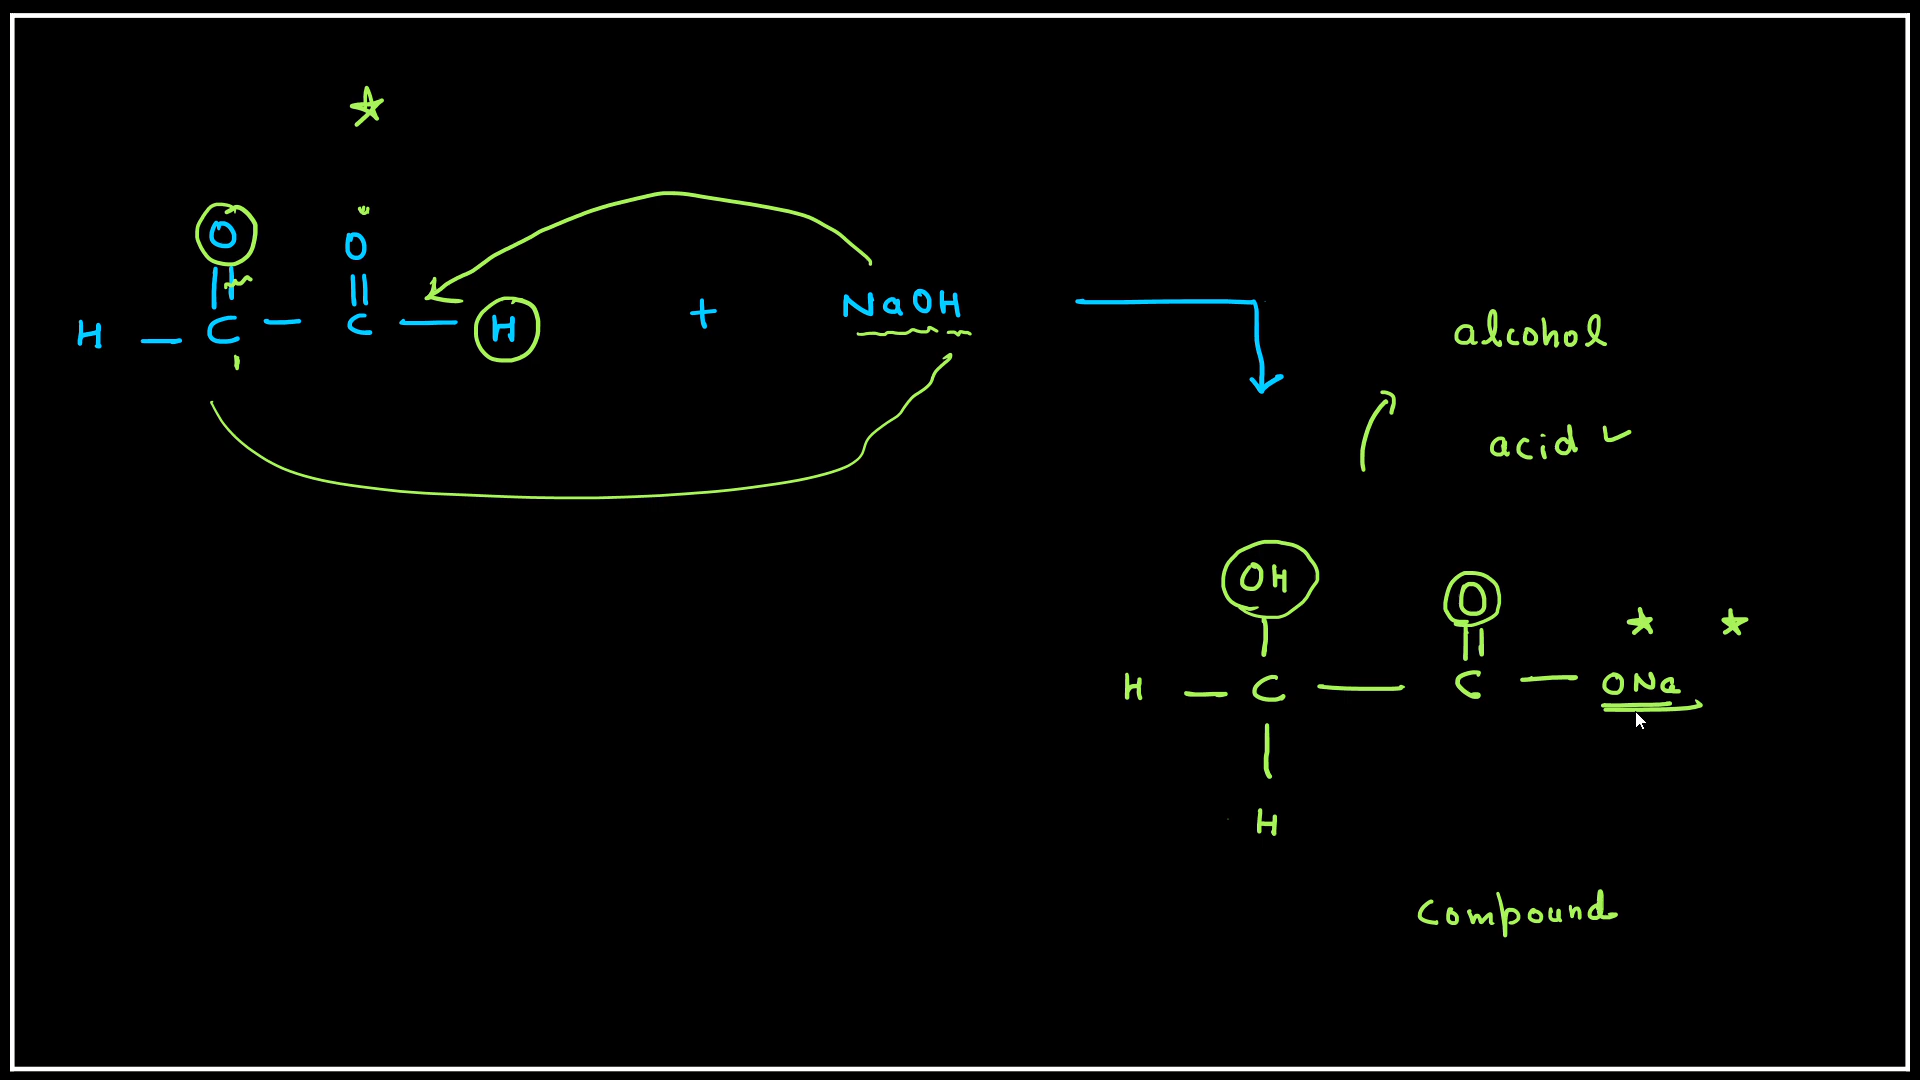 O O
|| ||
H — C — C — H + NaOH
alcohol
acid ✓
OH O
| ||
H — C — C — ONa
|
H
Compound